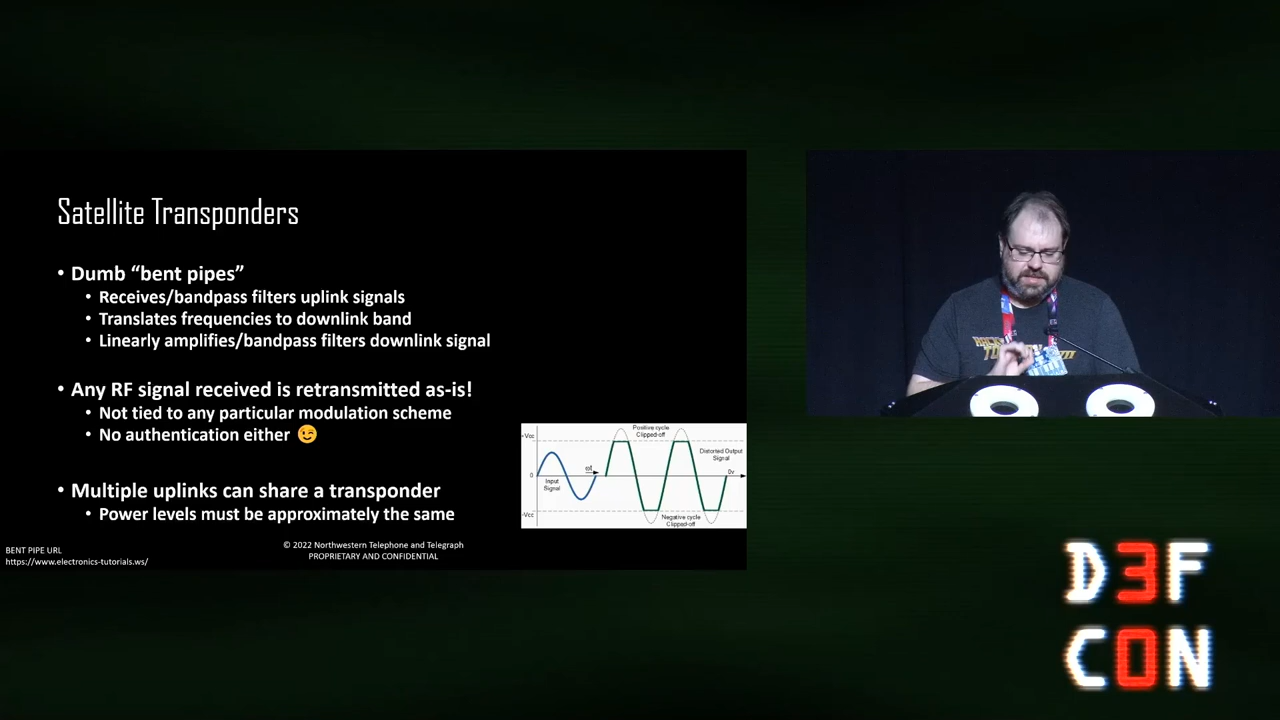 Satellite Transponders
• Dumb “bent pipes”
• Receives/bandpass filters uplink signals
• Translates frequencies to downlink band
• Linearly amplifies/bandpass filters downlink signal
• Any RF signal received is retransmitted as-is!
• Not tied to any particular modulation scheme
• No authentication either 😉
• Multiple uplinks can share a transponder
• Power levels must be approximately the same
Positive cycle
Clipped-off
+Vcc
Distorted Output
Signal
ωt
0v
0
Input
Signal
-Vcc
Negative cycle
Clipped-off
BENT PIPE URL
https://www.electronics-tutorials.ws/
© 2022 Northwestern Telephone and Telegraph
PROPRIETARY AND CONFIDENTIAL
D3F
C0N